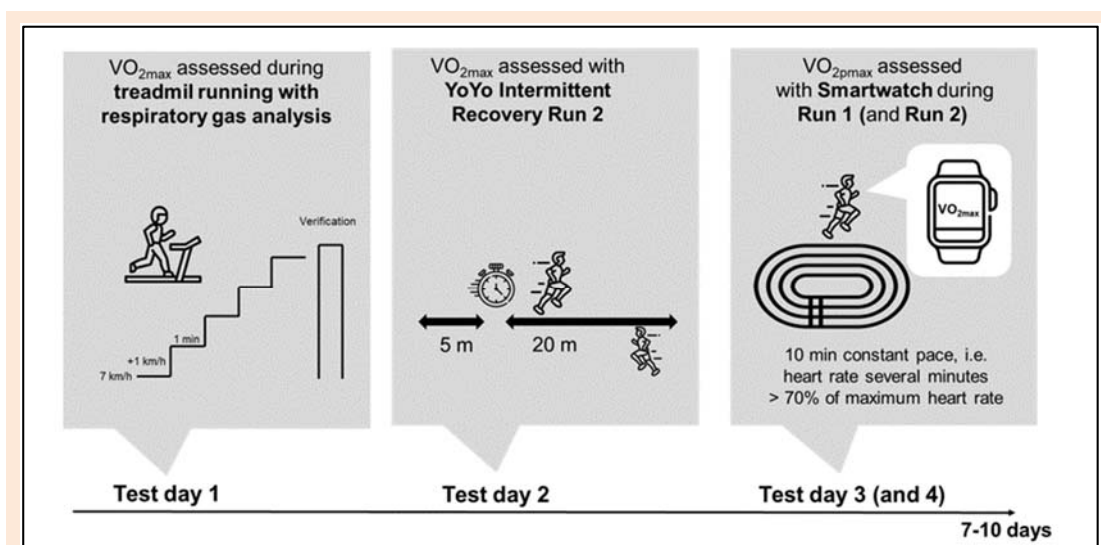 VO2max assessed during
treadmill running with
respiratory gas analysis
Verification
1 min
+1 km/h
7 km/h
VO2max assessed with
YoYo Intermittent
Recovery Run 2
5 m
20 m
VO2pmax assessed
with Smartwatch during
Run 1 (and Run 2)
VO2max
10 min constant pace, i.e.
heart rate several minutes
> 70% of maximum heart rate
Test day 1
Test day 2
Test day 3 (and 4)
7-10 days